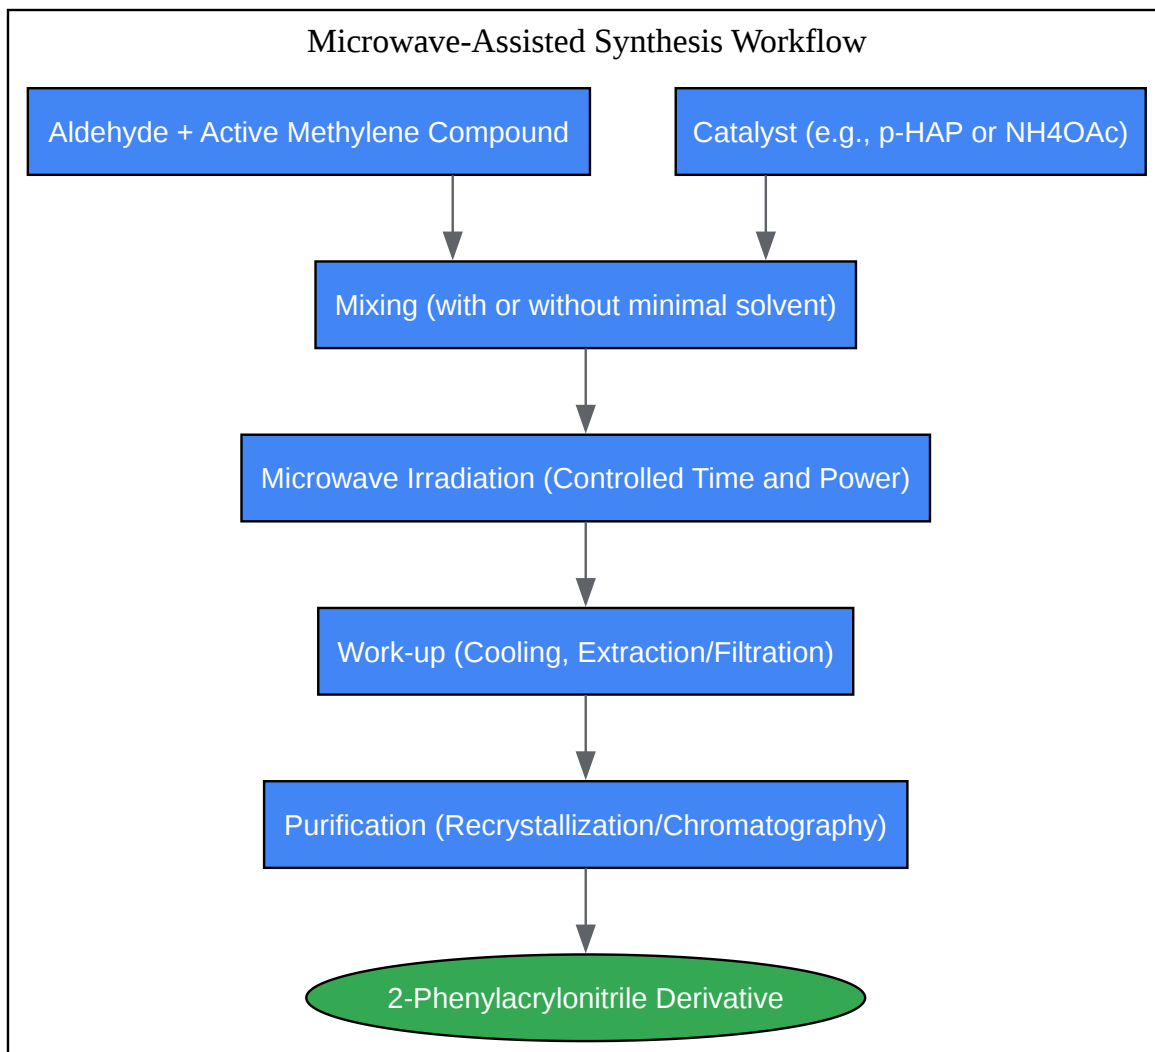 Microwave-Assisted Synthesis Workflow
Aldehyde + Active Methylene Compound
Catalyst (e.g., p-HAP or NH4OAc)
Mixing (with or without minimal solvent)
Microwave Irradiation (Controlled Time and Power)
Work-up (Cooling, Extraction/Filtration)
Purification (Recrystallization/Chromatography)
2-Phenylacrylonitrile Derivative